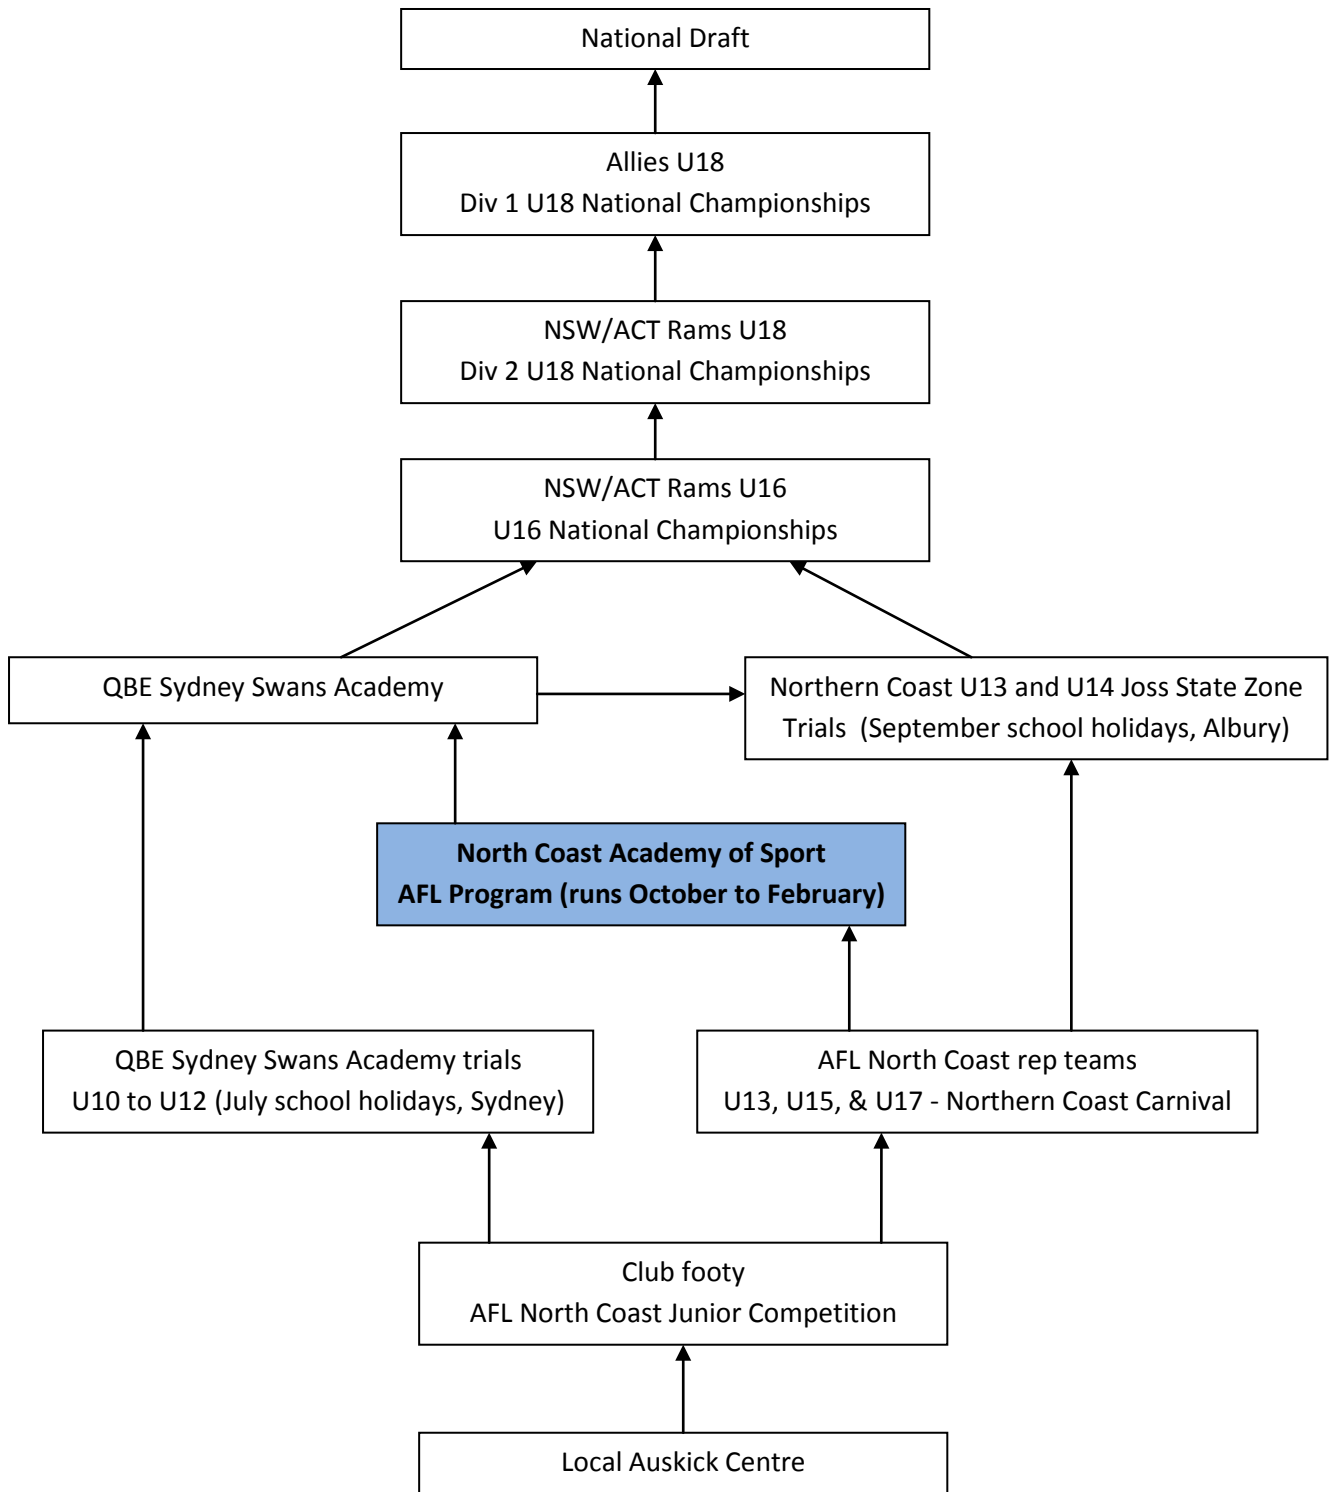 National Draft
Allies U18
Div 1 U18 National Championships
NSW/ACT Rams U18
Div 2 U18 National Championships
NSW/ACT Rams U16
U16 National Championships
QBE Sydney Swans Academy
Northern Coast U13 and U14 Joss State Zone
Trials  (September school holidays, Albury)
North Coast Academy of Sport
AFL Program (runs October to February)
QBE Sydney Swans Academy trials
U10 to U12 (July school holidays, Sydney)
AFL North Coast rep teams
U13, U15, & U17 - Northern Coast Carnival
Club footy
AFL North Coast Junior Competition
Local Auskick Centre